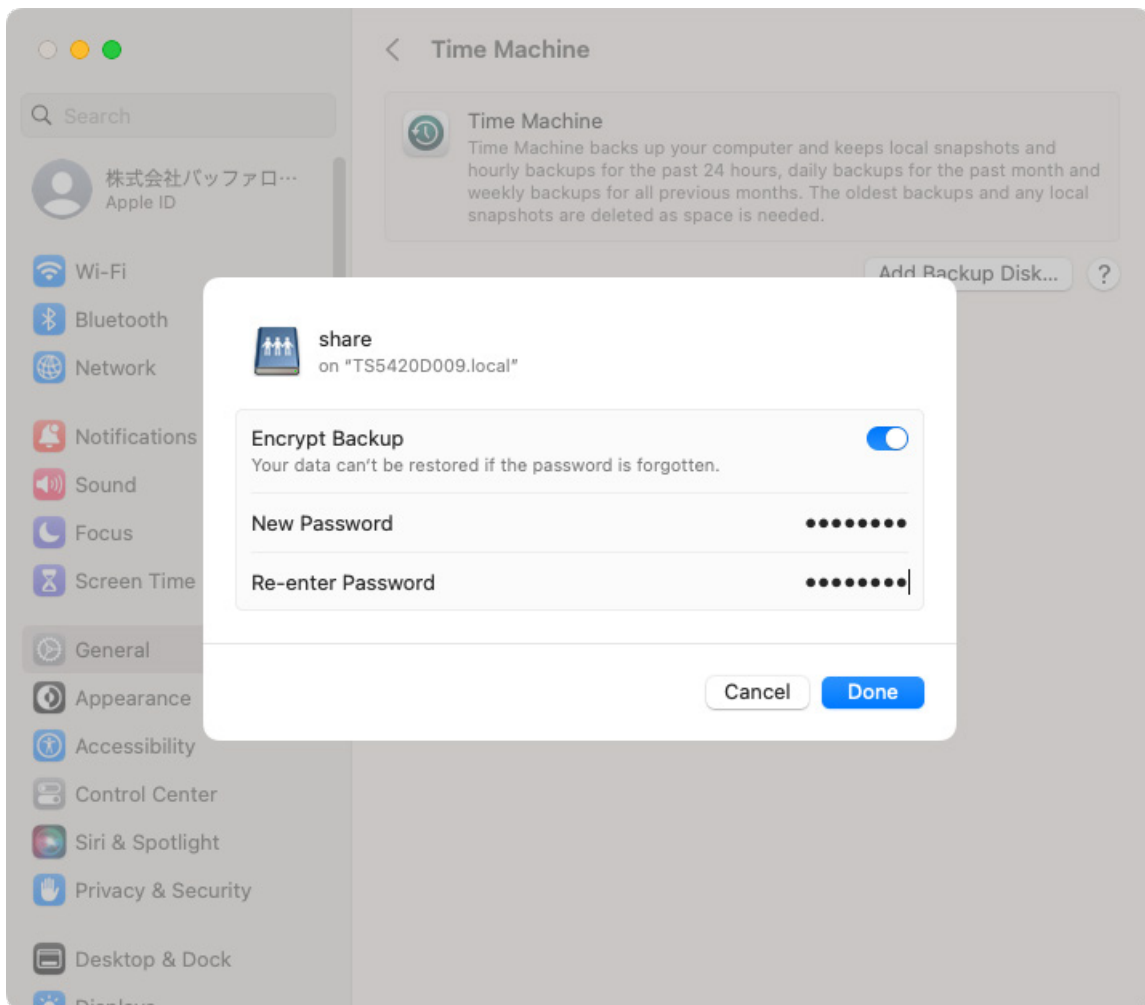 Time Machine
Search
株式会社バッファロ…
Apple ID
Wi-Fi
Bluetooth
Network
Notifications
Sound
Focus
Screen Time
General
Appearance
Accessibility
Control Center
Siri & Spotlight
Privacy & Security
Desktop & Dock
Displays
Time Machine
Time Machine backs up your computer and keeps local snapshots and
hourly backups for the past 24 hours, daily backups for the past month and
weekly backups for all previous months. The oldest backups and any local
snapshots are deleted as space is needed.
Add Backup Disk...
?
share
on “TS5420D009.local”
Encrypt Backup
Your data can’t be restored if the password is forgotten.
New Password ••••••••
Re-enter Password ••••••••
Cancel Done